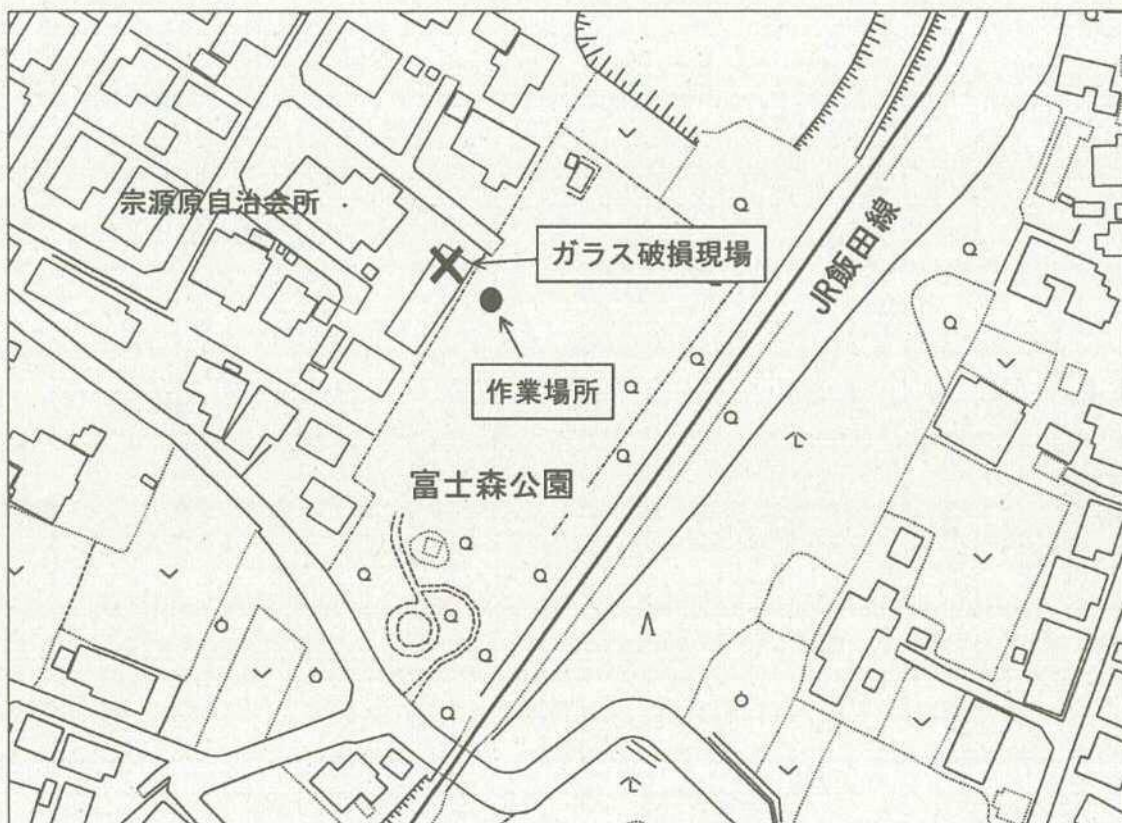 宗源原自治会所
ガラス破損現場
JR飯田線
作業場所
富士森公園